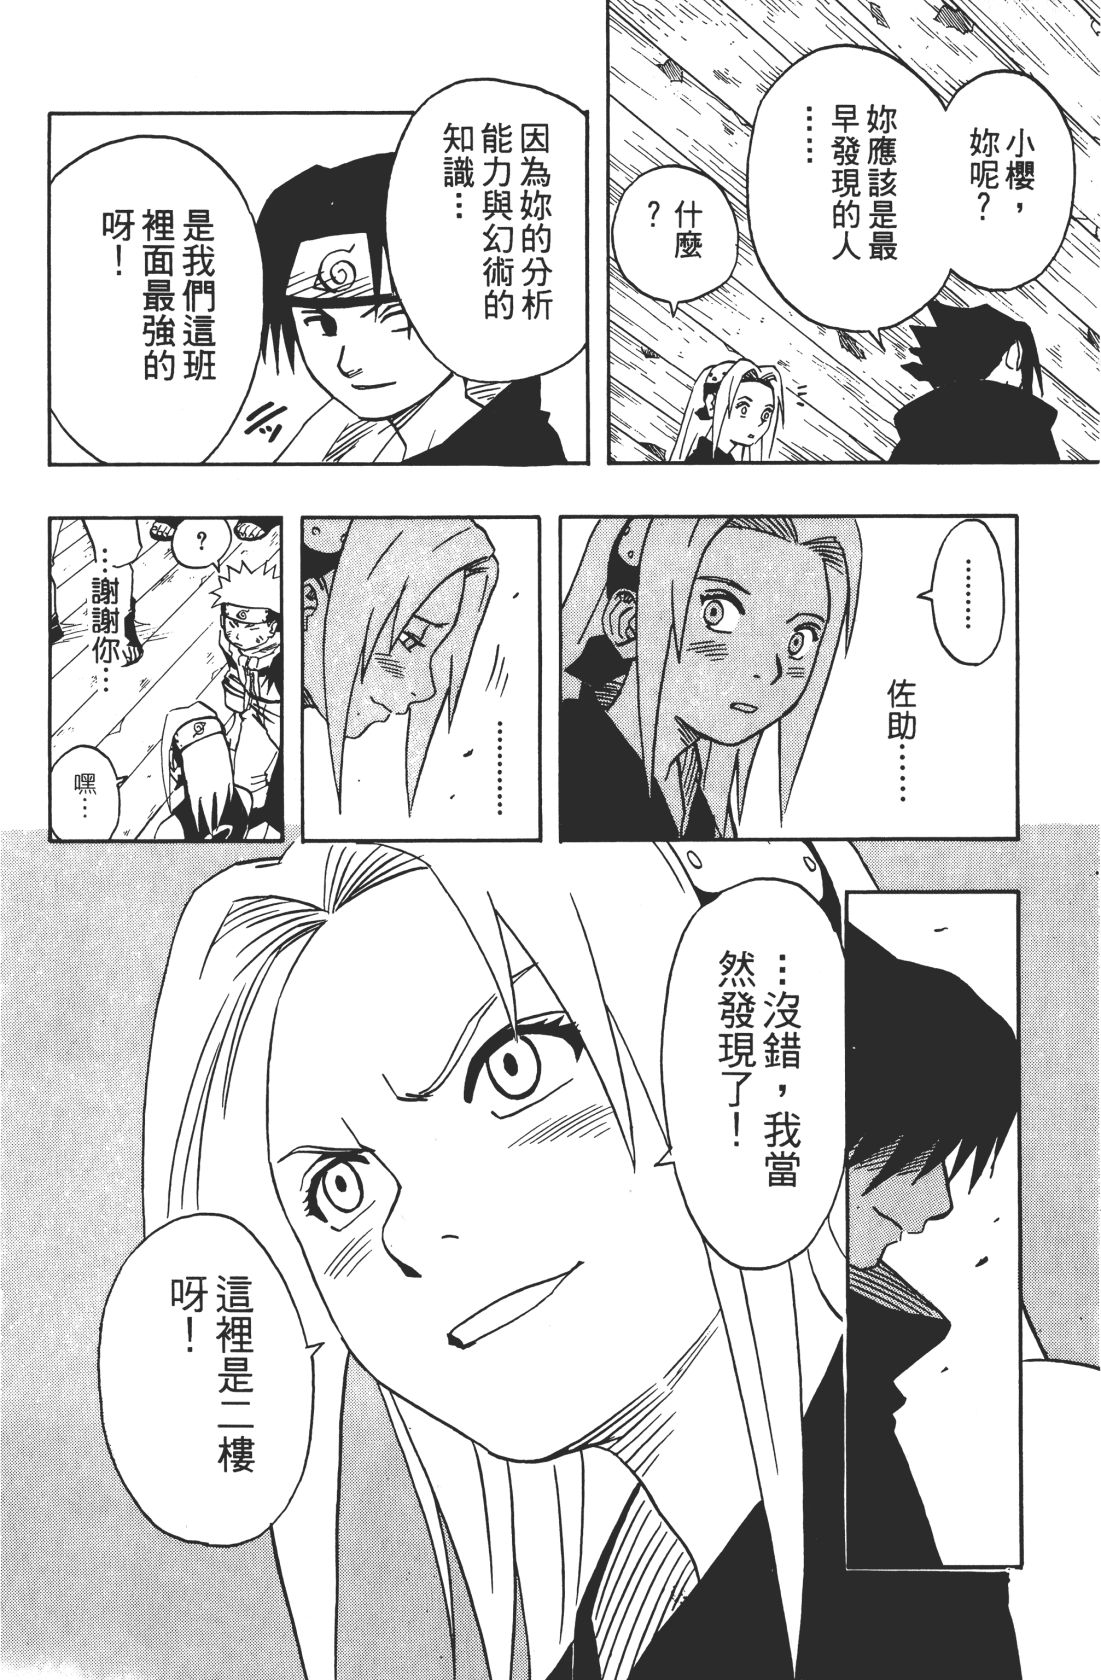 小櫻，
妳呢？
妳應該是最
早發現的人
……
什麼
？
因為妳的分析
能力與幻術的
知識…
是我們這班
裡面最強的
呀！
………
佐助……
………
？
…謝謝你…
嘿…
…沒錯，我當
然發現了！
這裡是二樓
呀！